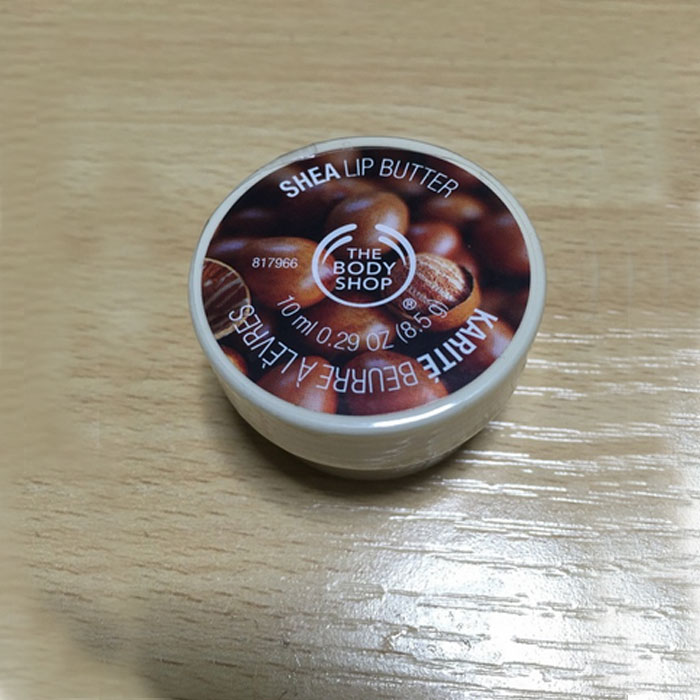 SHEA LIP BUTTER
817966
THE
BODY
SHOP
®
10 ml 0.29 OZ (8.5 g)
KARITÉ BEURRE À LÈVRES